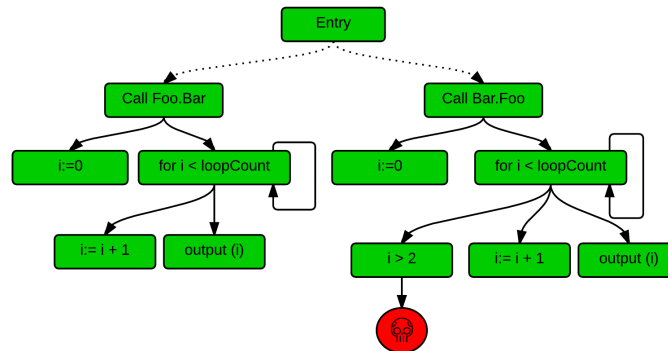 Entry
Call Foo.Bar
Call Bar.Foo
i:=0
for i < loopCount
i:=0
for i < loopCount
i:= i + 1
output (i)
i > 2
i:= i + 1
output (i)